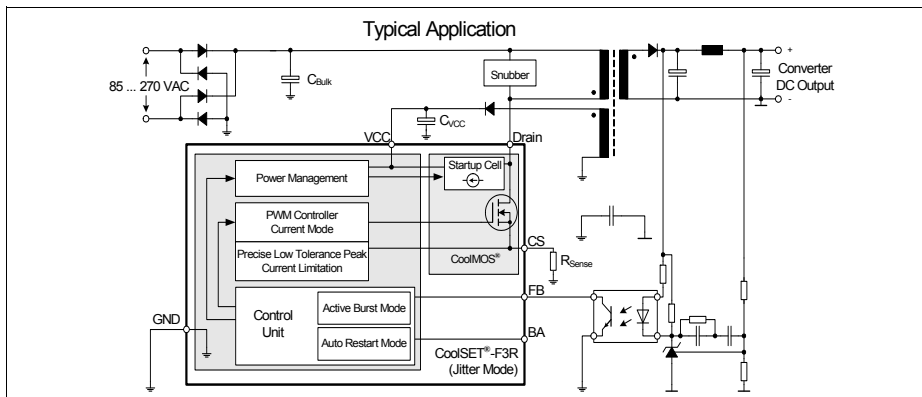 Typical Application
85 ... 270 VAC
C_Bulk
Snubber
+
Converter
DC Output
-
C_VCC
VCC
Drain
Power Management
Startup Cell
PWM Controller
Current Mode
Precise Low Tolerance Peak
Current Limitation
CoolMOS®
CS
R_Sense
FB
GND
Control
Unit
Active Burst Mode
Auto Restart Mode
BA
CoolSET®-F3R
(Jitter Mode)